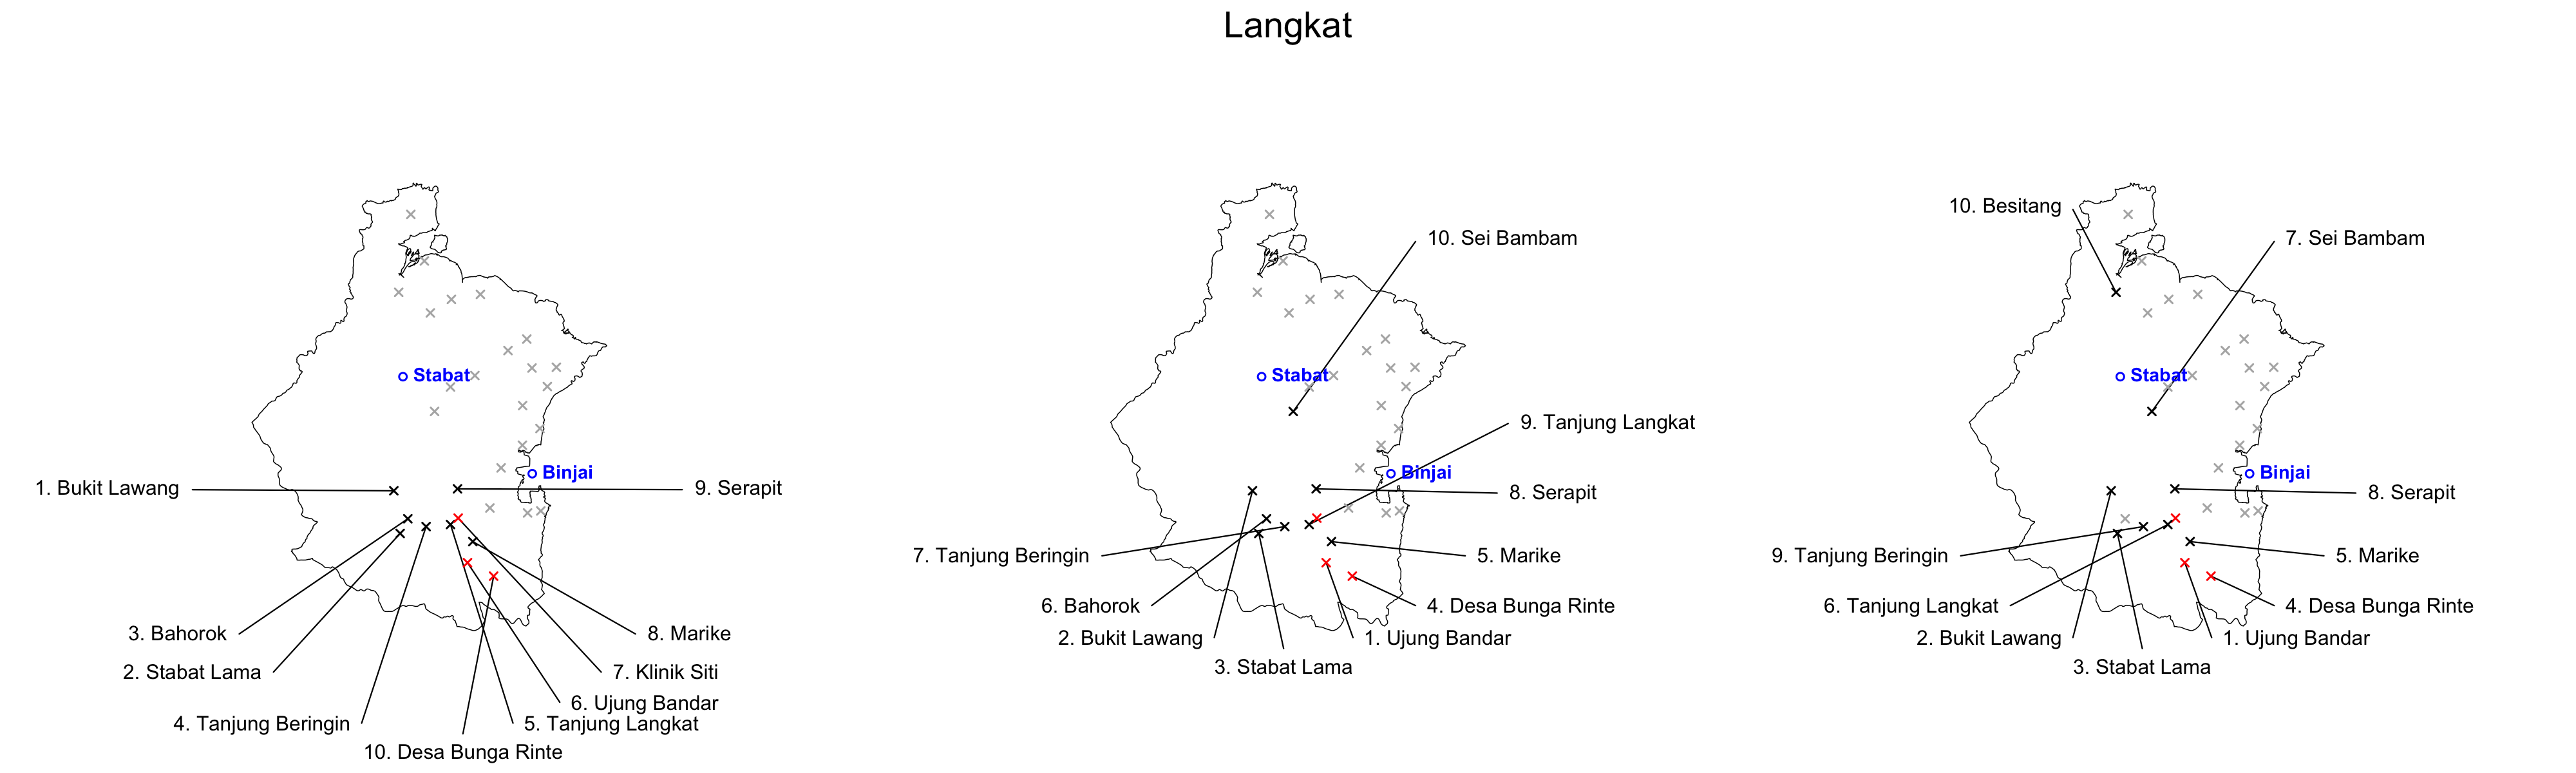 Langkat
Stabat
Binjai
1. Bukit Lawang
9. Serapit
3. Bahorok
8. Marike
2. Stabat Lama
7. Klinik Siti
6. Ujung Bandar
4. Tanjung Beringin
5. Tanjung Langkat
10. Desa Bunga Rinte
10. Sei Bambam
Stabat
9. Tanjung Langkat
Binjai
8. Serapit
7. Tanjung Beringin
5. Marike
6. Bahorok
4. Desa Bunga Rinte
2. Bukit Lawang
1. Ujung Bandar
3. Stabat Lama
10. Besitang
7. Sei Bambam
Stabat
Binjai
8. Serapit
9. Tanjung Beringin
5. Marike
6. Tanjung Langkat
4. Desa Bunga Rinte
2. Bukit Lawang
1. Ujung Bandar
3. Stabat Lama